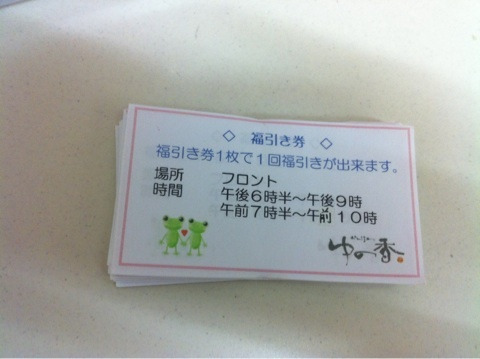 ◇ 福引き券 ◇
福引き券1枚で1回福引きが出来ます。
場所 フロント
時間 午後6時半～午後9時
午前7時半～午前10時
ゆの香